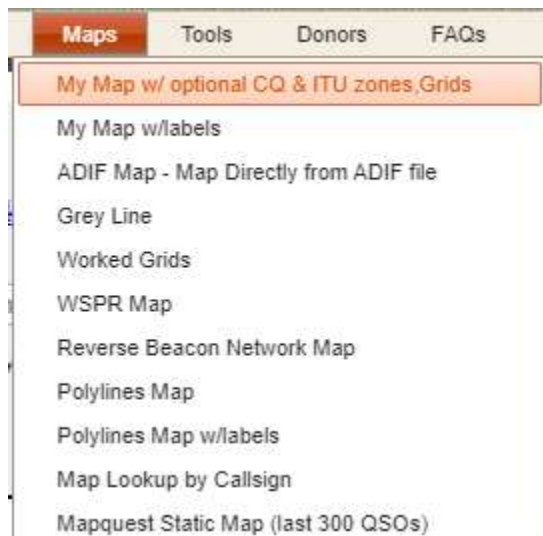 Maps Tools Donors FAQs
My Map w/ optional CQ & ITU zones,Grids
My Map w/labels
ADIF Map - Map Directly from ADIF file
Grey Line
Worked Grids
WSPR Map
Reverse Beacon Network Map
Polylines Map
Polylines Map w/labels
Map Lookup by Callsign
Mapquest Static Map (last 300 QSOs)